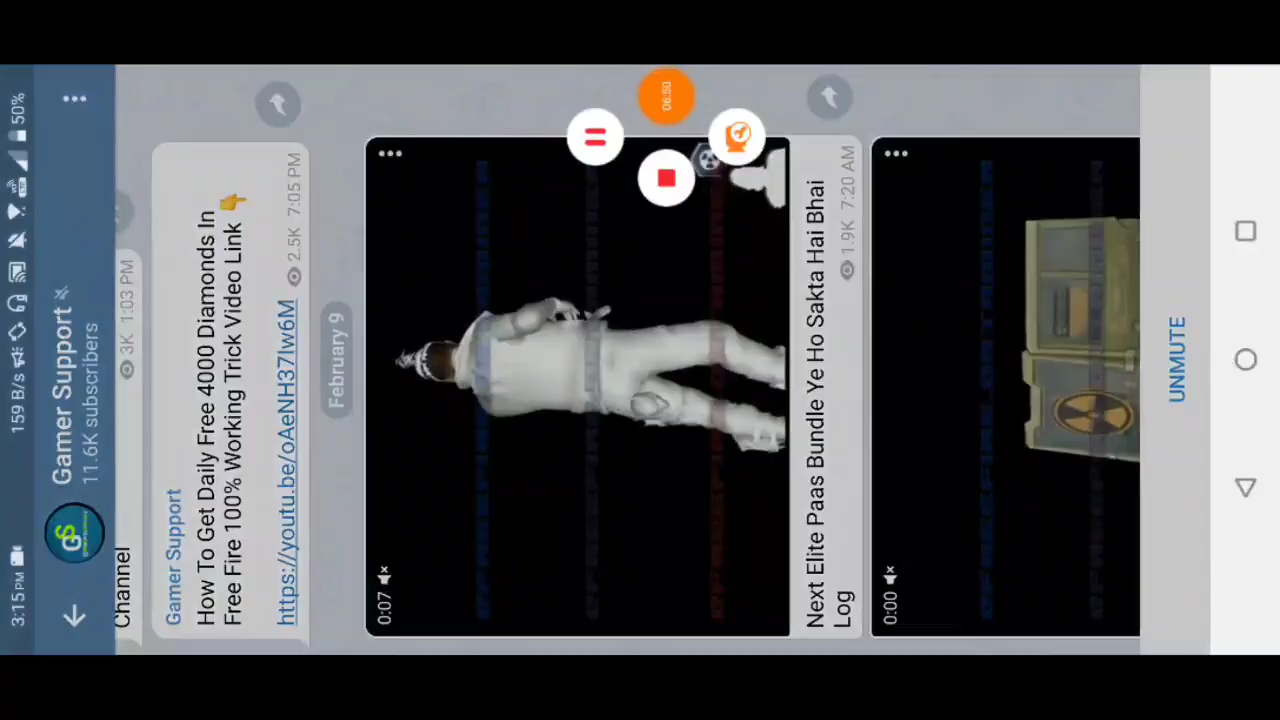 3:15 PM
159 B/s
50%
Gamer Support
11.6K subscribers
Channel
3K 1:03 PM
Gamer Support
How To Get Daily Free 4000 Diamonds In
Free Fire 100% Working Trick Video Link 👇
https://youtu.be/oAeNH37Iw6M
2.5K 7:05 PM
February 9
0:07
06:50
Next Elite Paas Bundle Ye Ho Sakta Hai Bhai
Log
1.9K 7:20 AM
0:00
UNMUTE